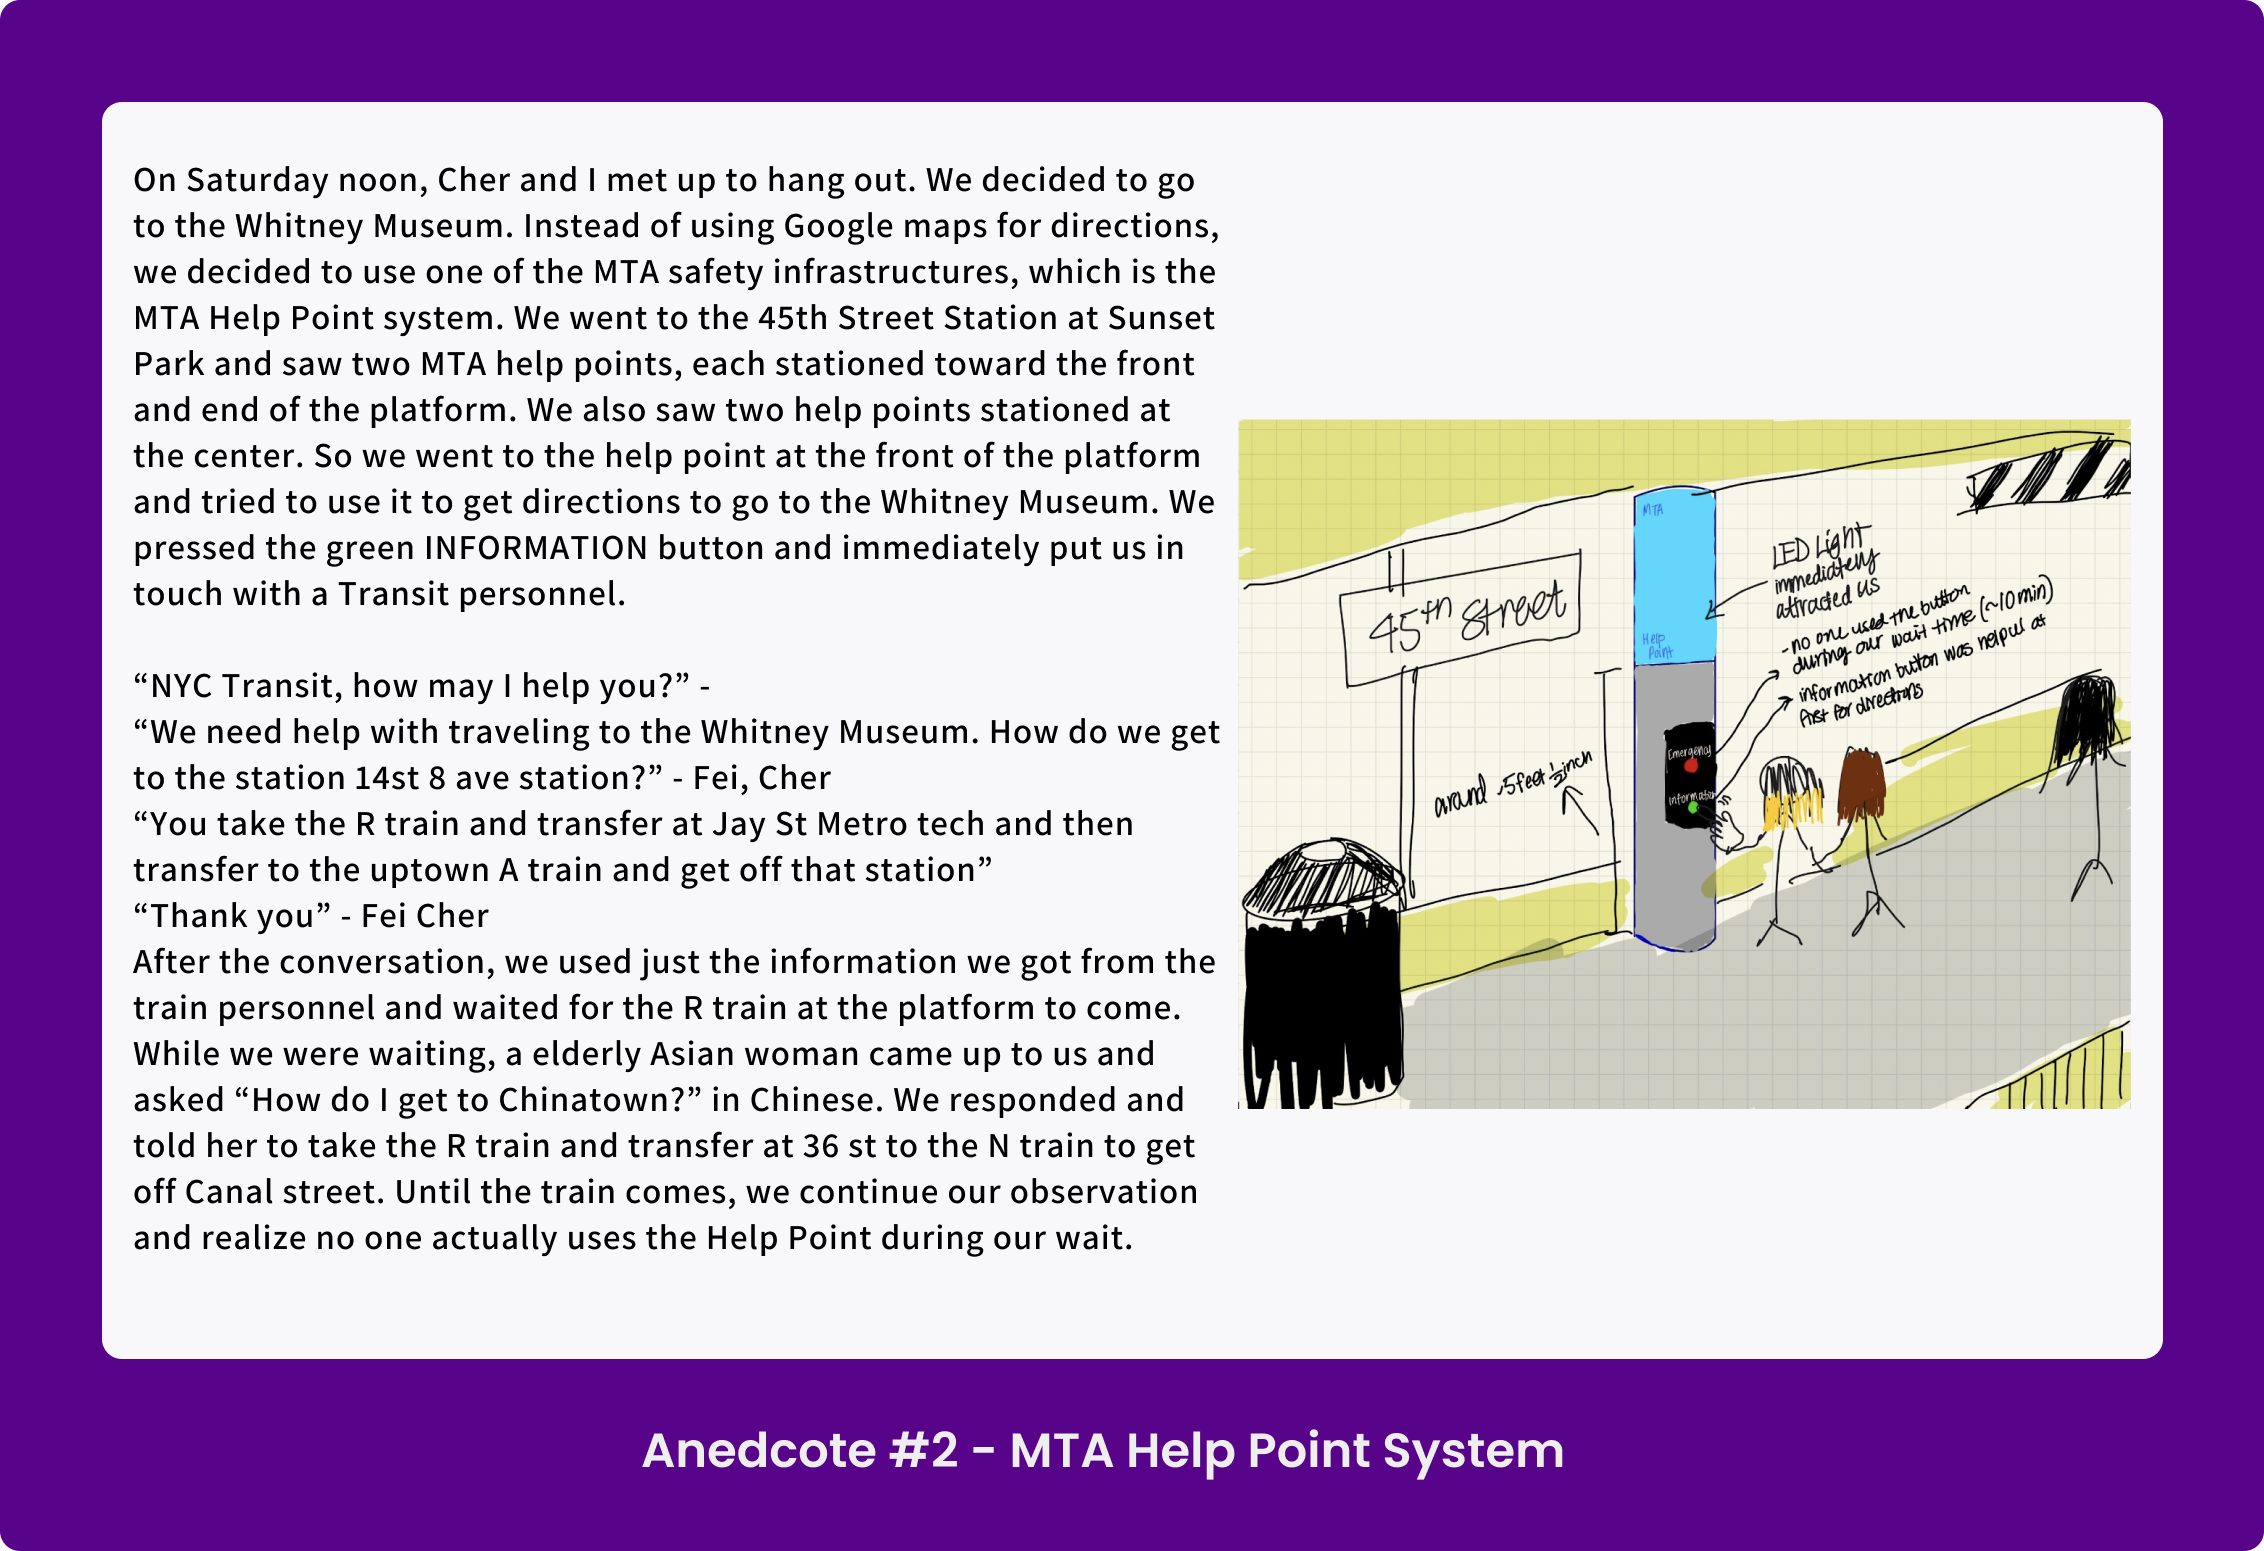 On Saturday noon, Cher and I met up to hang out. We decided to go
to the Whitney Museum. Instead of using Google maps for directions,
we decided to use one of the MTA safety infrastructures, which is the
MTA Help Point system. We went to the 45th Street Station at Sunset
Park and saw two MTA help points, each stationed toward the front
and end of the platform. We also saw two help points stationed at
the center. So we went to the help point at the front of the platform
and tried to use it to get directions to go to the Whitney Museum. We
pressed the green INFORMATION button and immediately put us in
touch with a Transit personnel.
“NYC Transit, how may I help you?” -
“We need help with traveling to the Whitney Museum. How do we get
to the station 14st 8 ave station?” - Fei, Cher
“You take the R train and transfer at Jay St Metro tech and then
transfer to the uptown A train and get off that station”
“Thank you” - Fei Cher
After the conversation, we used just the information we got from the
train personnel and waited for the R train at the platform to come.
While we were waiting, a elderly Asian woman came up to us and
asked “How do I get to Chinatown?” in Chinese. We responded and
told her to take the R train and transfer at 36 st to the N train to get
off Canal street. Until the train comes, we continue our observation
and realize no one actually uses the Help Point during our wait.
45th Street
MTA
Help
Point
LED Light
immediately
attracted us
- no one used the button
during our wait time (~10 min)
information button was helpul at
first for directions
Emergency
Information
around 5 feet ½ inch
Anedcote #2 - MTA Help Point System